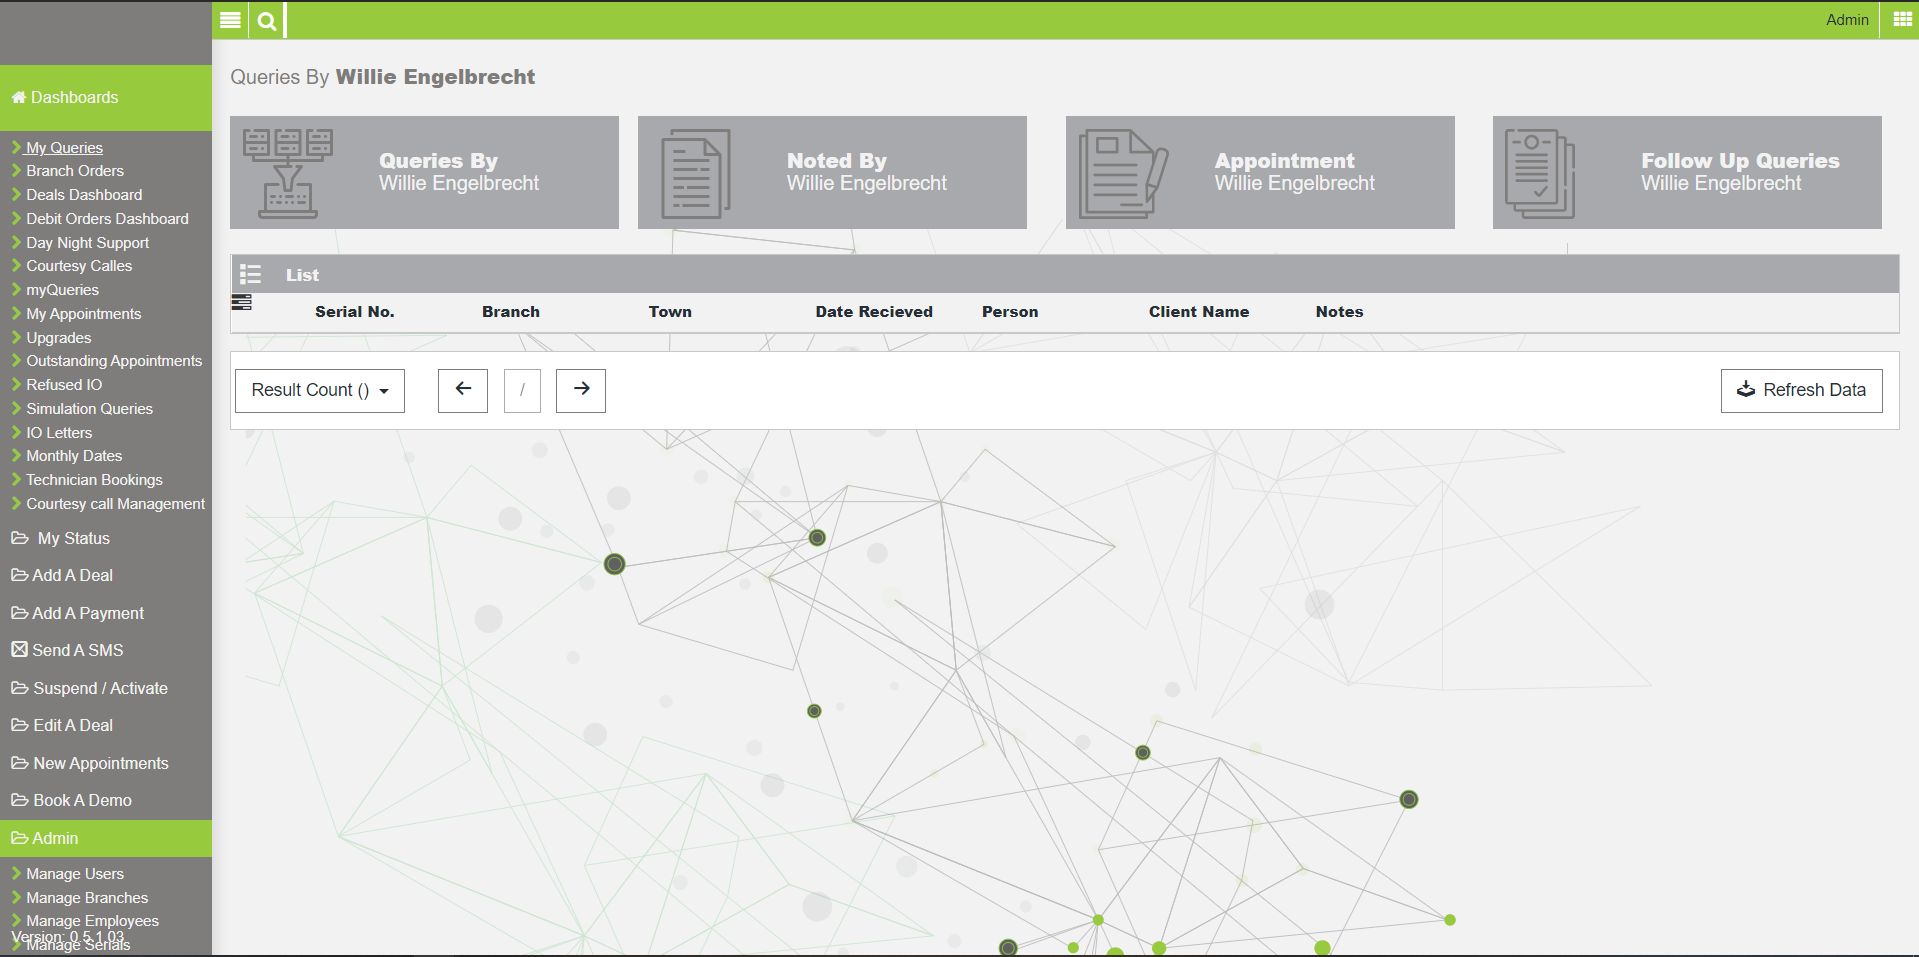 Admin
Dashboards
My Queries
Branch Orders
Deals Dashboard
Debit Orders Dashboard
Day Night Support
Courtesy Calles
myQueries
My Appointments
Upgrades
Outstanding Appointments
Refused IO
Simulation Queries
IO Letters
Monthly Dates
Technician Bookings
Courtesy call Management
My Status
Add A Deal
Add A Payment
Send A SMS
Suspend / Activate
Edit A Deal
New Appointments
Book A Demo
Admin
Manage Users
Manage Branches
Manage Employees
Version: 0.5.1.03
Manage Serials
Queries By Willie Engelbrecht
Queries By
Willie Engelbrecht
Noted By
Willie Engelbrecht
Appointment
Willie Engelbrecht
Follow Up Queries
Willie Engelbrecht
List
Serial No. Branch Town Date Recieved Person Client Name Notes
Result Count () / Refresh Data